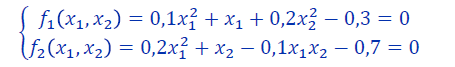 f₁(x₁, x₂) = 0,1x₁² + x₁ + 0,2x₂² − 0,3 = 0
f₂(x₁, x₂) = 0,2x₁² + x₂ − 0,1x₁x₂ − 0,7 = 0